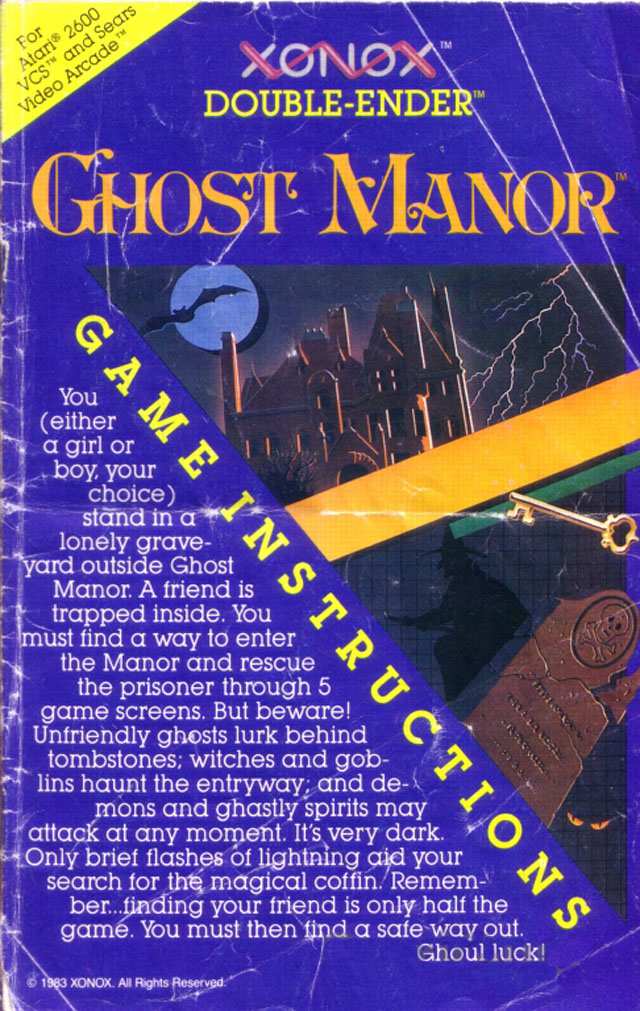 For
Atari® 2600
VCS™ and Sears
Video Arcade™
XONOX™
DOUBLE-ENDER™
GHOST MANOR™
GAME INSTRUCTIONS
You
(either
a girl or
boy, your
choice)
stand in a
lonely grave-
yard outside Ghost
Manor. A friend is
trapped inside. You
must find a way to enter
the Manor and rescue
the prisoner through 5
game screens. But beware!
Unfriendly ghosts lurk behind
tombstones; witches and gob-
lins haunt the entryway; and de-
mons and ghastly spirits may
attack at any moment. It's very dark.
Only brief flashes of lightning aid your
search for the magical coffin. Remem-
ber...finding your friend is only half the
game. You must then find a safe way out.
Ghoul luck!
© 1983 XONOX. All Rights Reserved.